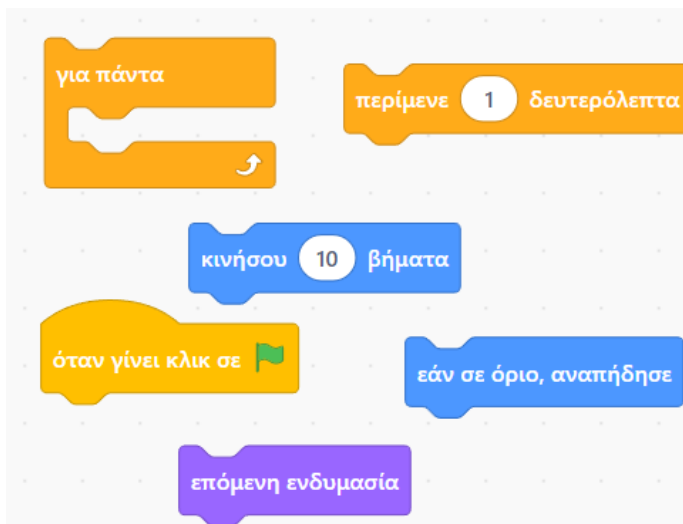 για πάντα
περίμενε 1 δευτερόλεπτα
κινήσου 10 βήματα
όταν γίνει κλικ σε
εάν σε όριο, αναπήδησε
επόμενη ενδυμασία